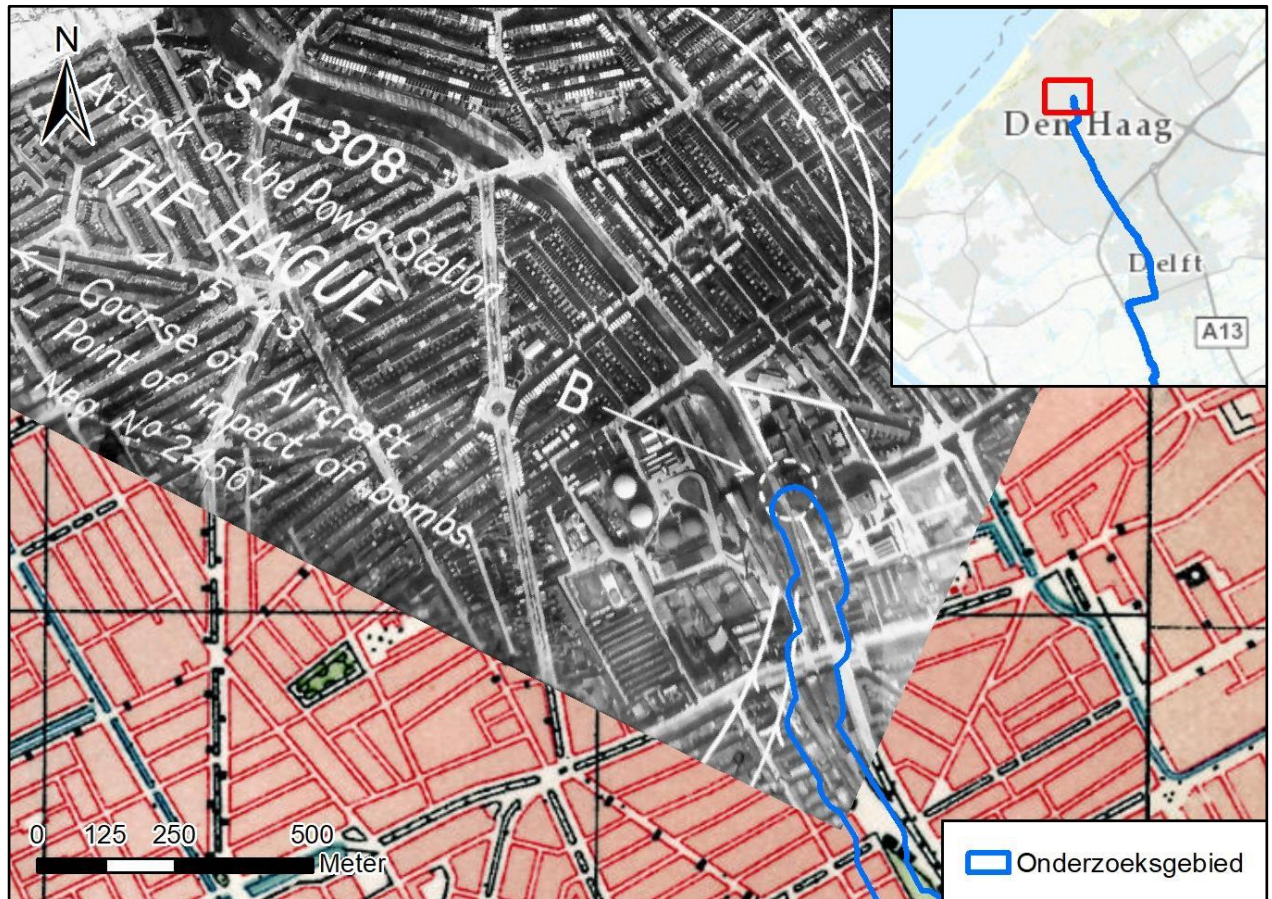 N
S.A. 308
Attack on the Power Station
THE HAGUE
4.5.43
Course of Aircraft
Point of impact of bombs.
Neg. No 24567
B
Den Haag
Delft
A13
0 125 250 500
Meter
Onderzoeksgebied